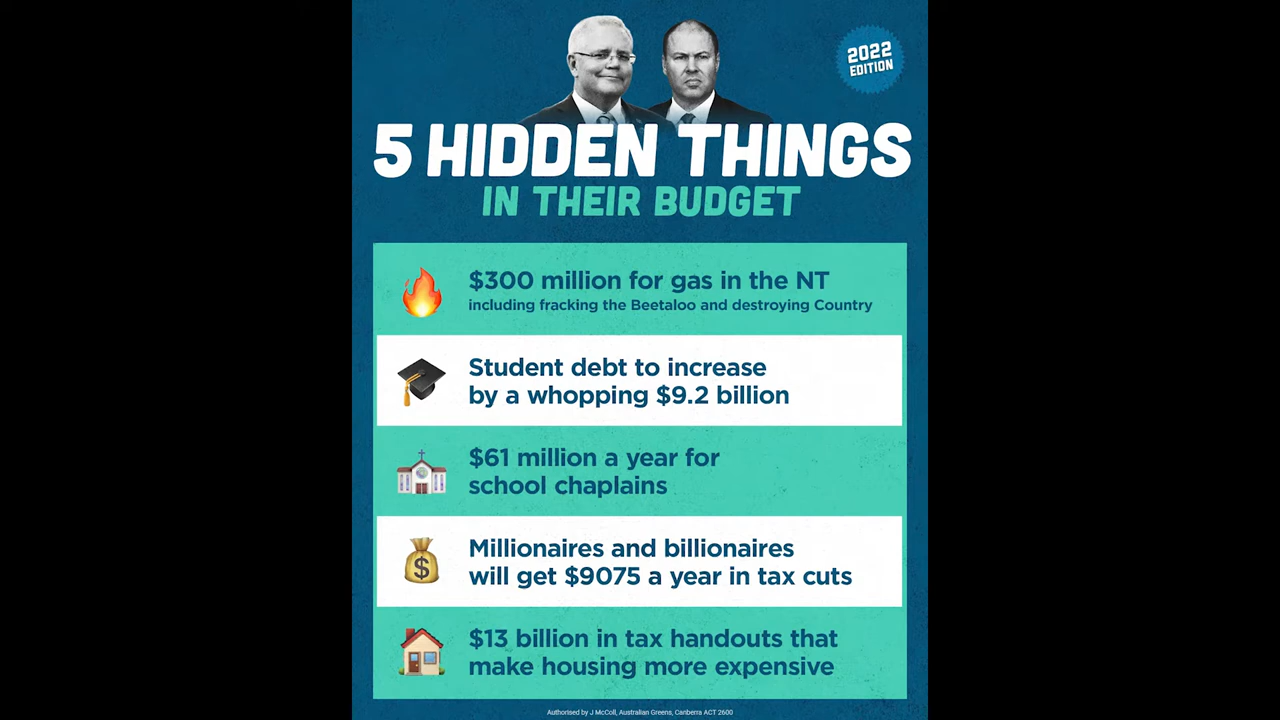 2022
EDITION
5 HIDDEN THINGS
IN THEIR BUDGET
$300 million for gas in the NT
including fracking the Beetaloo and destroying Country
Student debt to increase
by a whopping $9.2 billion
$61 million a year for
school chaplains
$
Millionaires and billionaires
will get $9075 a year in tax cuts
$13 billion in tax handouts that
make housing more expensive
Authorised by J McColl, Australian Greens, Canberra ACT 2600